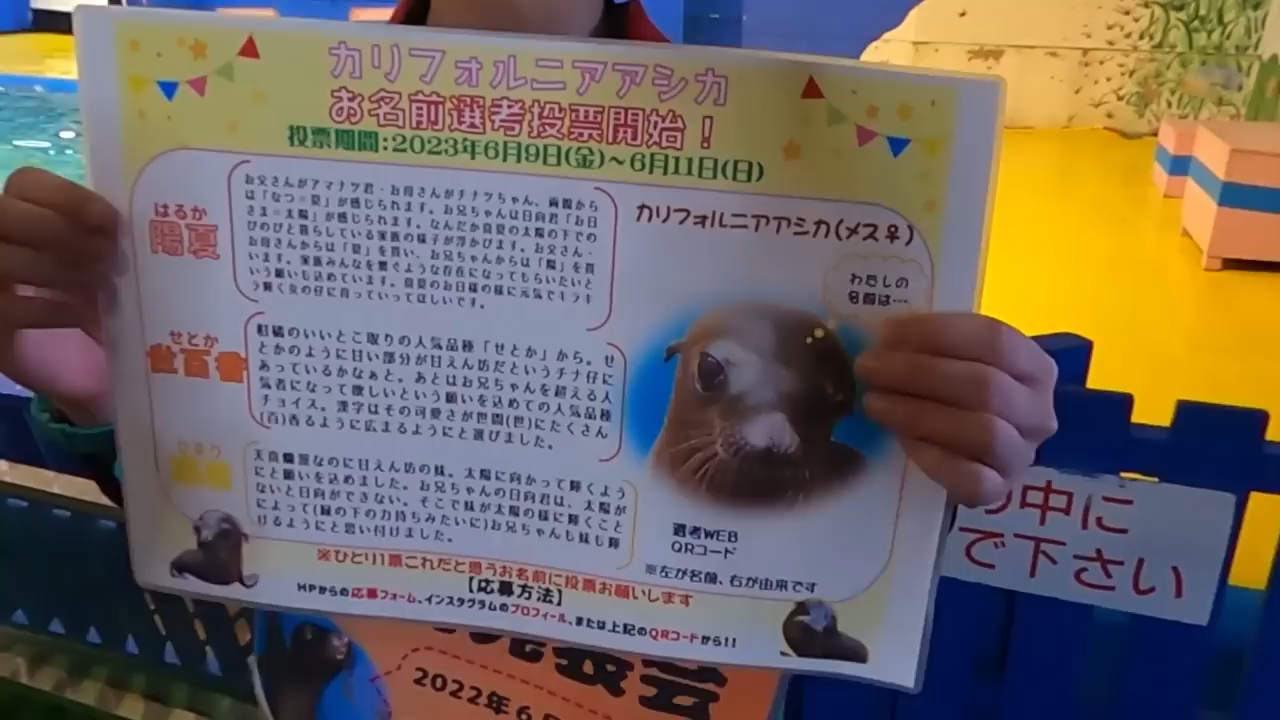 カリフォルニアアシカ
お名前選考投票開始!
投票期間:2023年6月9日(金)～6月11日(日)
はるか
陽夏
お父さんがアマナツ君・お母さんがチナツちゃん、両親から
は「なつ=夏」が感じられます。お兄ちゃんは日向君「お日
さま=太陽」が感じられます。なんだか真夏の太陽の下での
びのびと暮らしている家族の様子が浮かびます。お父さん・
お母さんからは「夏」を貰い、お兄ちゃんからは「陽」を貰
います。家族みんなを繋ぐような存在になってもらいたいと
いう願いも込めています。真夏のお日様の様に元気でキラキ
ラ輝く女の仔に育っていってほしいです。
せとか
世百香
柑橘のいいとこ取りの人気品種「せとか」から。せ
とかのように甘い部分が甘えん坊だというチナ仔に
あっているかなぁと。あとはお兄ちゃんを超える人
気者になって欲しいという願いを込めての人気品種
チョイス。漢字はその可愛さが世間(世)にたくさん
(百)香るように広まるようにと選びました。
ひまり
天真爛漫なのに甘えん坊の妹。太陽に向かって輝くよう
にと願いを込めました。お兄ちゃんの日向君は、太陽が
ないと日向ができない。そこで妹が太陽の様に輝くこと
によって(縁の下の力持ちみたいに)お兄ちゃんも妹も輝
けるようにと思い付けました。
カリフォルニアアシカ(メス♀)
わたしの
名前は…
選考WEB
QRコード
※左が名前、右が由来です
※ひとり1票これだと思うお名前に投票お願いします
【応募方法】
HPからの応募フォーム、インスタグラムのプロフィール、または上記のQRコードから!!
の中に
で下さい
発表会
2022年6月